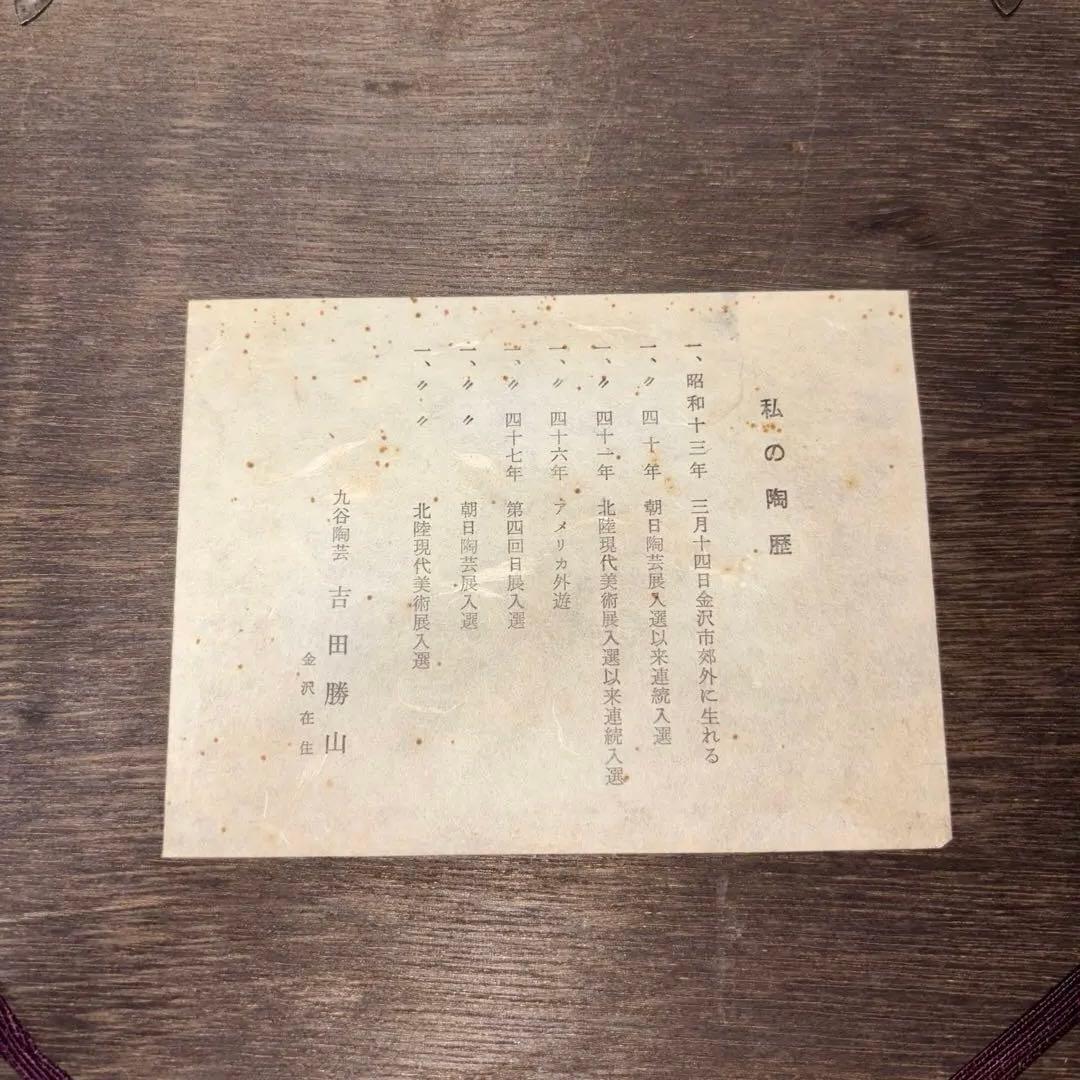 私の陶歴
一、昭和十三年 三月十四日金沢市郊外に生れる
一、〃 四十年 朝日陶芸展入選以来連続入選
一、〃 四十一年 北陸現代美術展入選以来連続入選
一、〃 四十六年 アメリカ外遊
一、〃 四十七年 第四回日展入選
一、〃 〃 朝日陶芸展入選
一、〃 〃 北陸現代美術展入選
九谷陶芸 吉田勝山
金沢在住